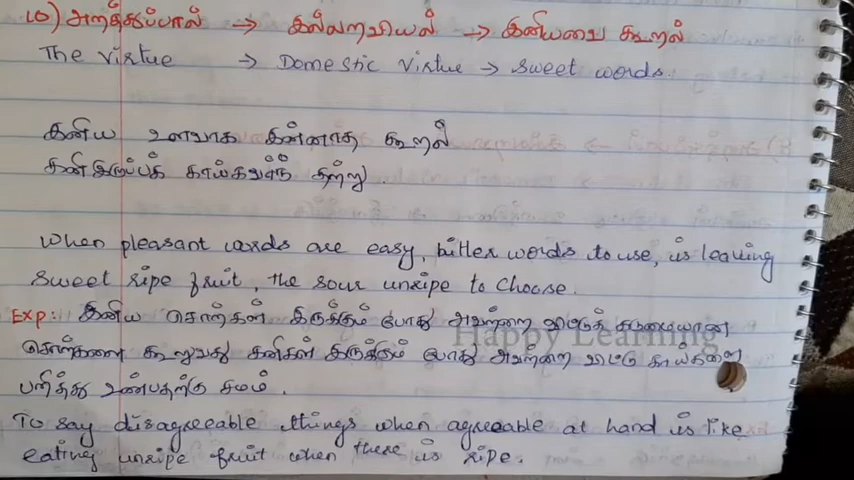 10) அறத்துப்பால் → இல்லறவியல் → இனியவை கூறல்
The virtue → Domestic virtue → sweet words.
இனிய உளவாக இன்னாத கூறல்
கனிஇருப்பக் காய்கவர்ந் தற்று.
When pleasant words are easy, bitter words to use, is leaving
sweet ripe fruit, the sour unripe to choose.
Exp: இனிய சொற்கள் இருக்கும் போது அவற்றை விட்டுக் கடுமையான
சொற்களை கூறுவது கனிகள் இருக்கும் போது அவற்றை விட்டு காய்களை
Happy Learning
பறித்து உண்பதற்கு சமம்.
To say disagreeable things when agreeable at hand is like
eating unripe fruit when there is ripe.